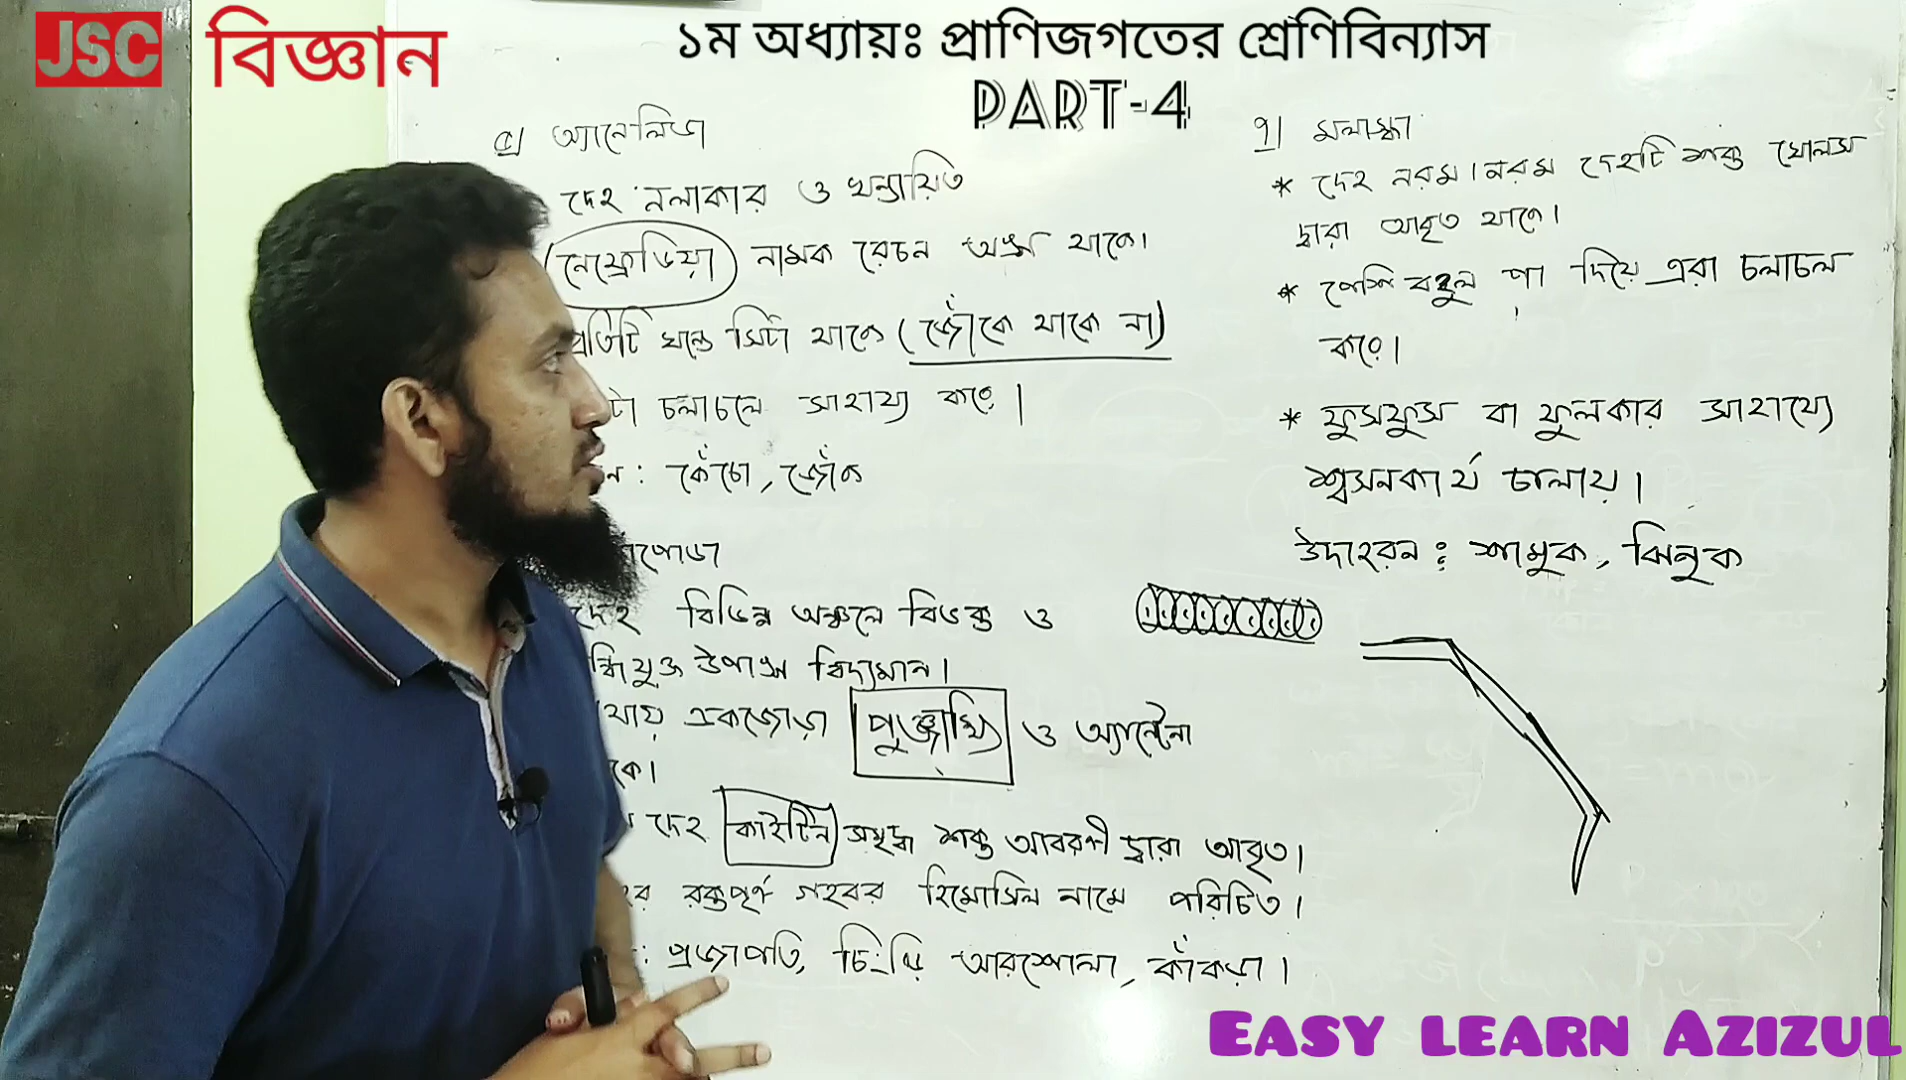 JSC বিজ্ঞান
১ম অধ্যায়ঃ প্রাণিজগতের শ্রেণিবিন্যাস
PART-4
৫| অ্যানেলিডা
দেহ নলাকার ও খন্ডায়িত
নেফ্রেডিয়া নামক রেচন অঙ্গ থাকে।
প্রতিটি খন্ডে সিটা থাকে (জোঁকে থাকে না)
চলাচলে সাহায্য করে।
: কেঁচো, জোঁক
দেহ বিভিন্ন অঞ্চলে বিভক্ত ও
উপাঙ্গ বিদ্যমান।
একজোড়া পুঞ্জাক্ষি ও অ্যান্টেনা
দেহ কাইটিন সমৃদ্ধ শক্ত আবরণী দ্বারা আবৃত।
রক্তপূর্ণ গহবর হিমোসিল নামে পরিচিত।
: প্রজাপতি, চিংড়ি আরশোলা, কাঁকড়া।
৭| মলাস্কা
* দেহ নরম। নরম দেহটি শক্ত খোলস
দ্বারা আবৃত থাকে।
* পেশি বহুল পা দিয়ে এরা চলাচল
করে।
* ফুসফুস বা ফুলকার সাহায্যে
শ্বসনকার্য চালায়।
উদাহরন : শামুক, ঝিনুক
EASY LEARN AZIZUL